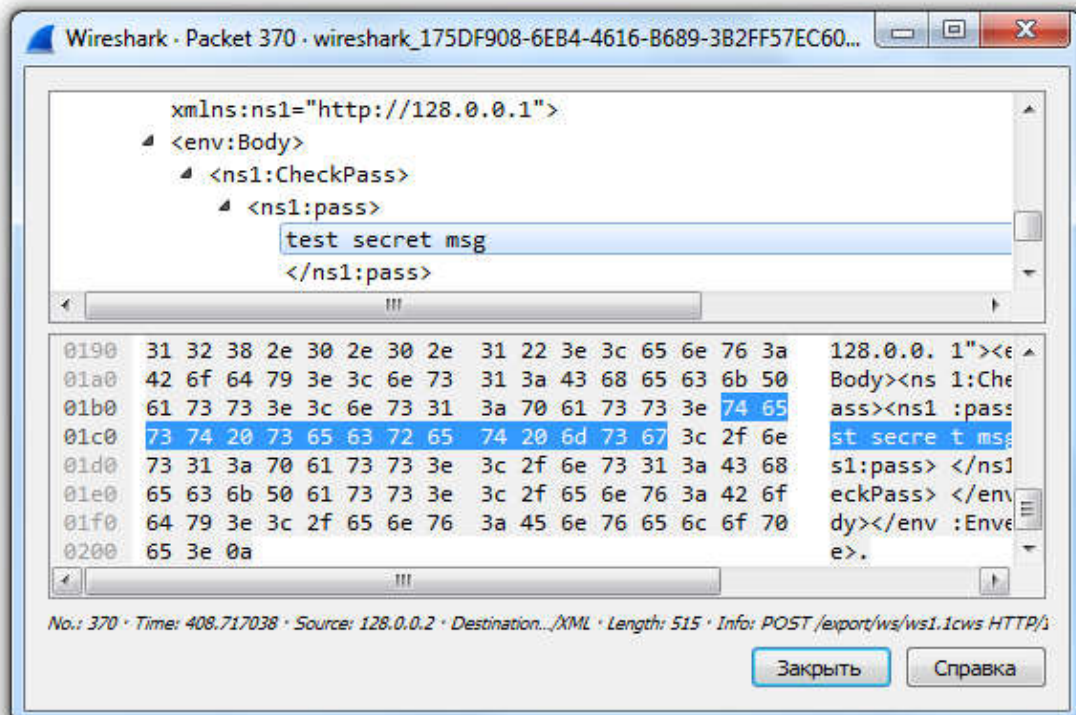 Wireshark · Packet 370 · wireshark_175DF908-6EB4-4616-B689-3B2FF57EC60...
xmlns:ns1="http://128.0.0.1">
<env:Body>
<ns1:CheckPass>
<ns1:pass>
test secret msg
</ns1:pass>
0190 31 32 38 2e 30 2e 30 2e 31 22 3e 3c 65 6e 76 3a 128.0.0. 1"><e
01a0 42 6f 64 79 3e 3c 6e 73 31 3a 43 68 65 63 6b 50 Body><ns 1:Che
01b0 61 73 73 3e 3c 6e 73 31 3a 70 61 73 73 3e 74 65 ass><ns1 :pass
01c0 73 74 20 73 65 63 72 65 74 20 6d 73 67 3c 2f 6e st secre t msg
01d0 73 31 3a 70 61 73 73 3e 3c 2f 6e 73 31 3a 43 68 s1:pass> </ns1
01e0 65 63 6b 50 61 73 73 3e 3c 2f 65 6e 76 3a 42 6f eckPass> </env
01f0 64 79 3e 3c 2f 65 6e 76 3a 45 6e 76 65 6c 6f 70 dy></env :Enve
0200 65 3e 0a e>.
No.: 370 · Time: 408.717038 · Source: 128.0.0.2 · Destination.../XML · Length: 515 · Info: POST /export/ws/ws1.1cws HTTP/1
Закрыть Справка